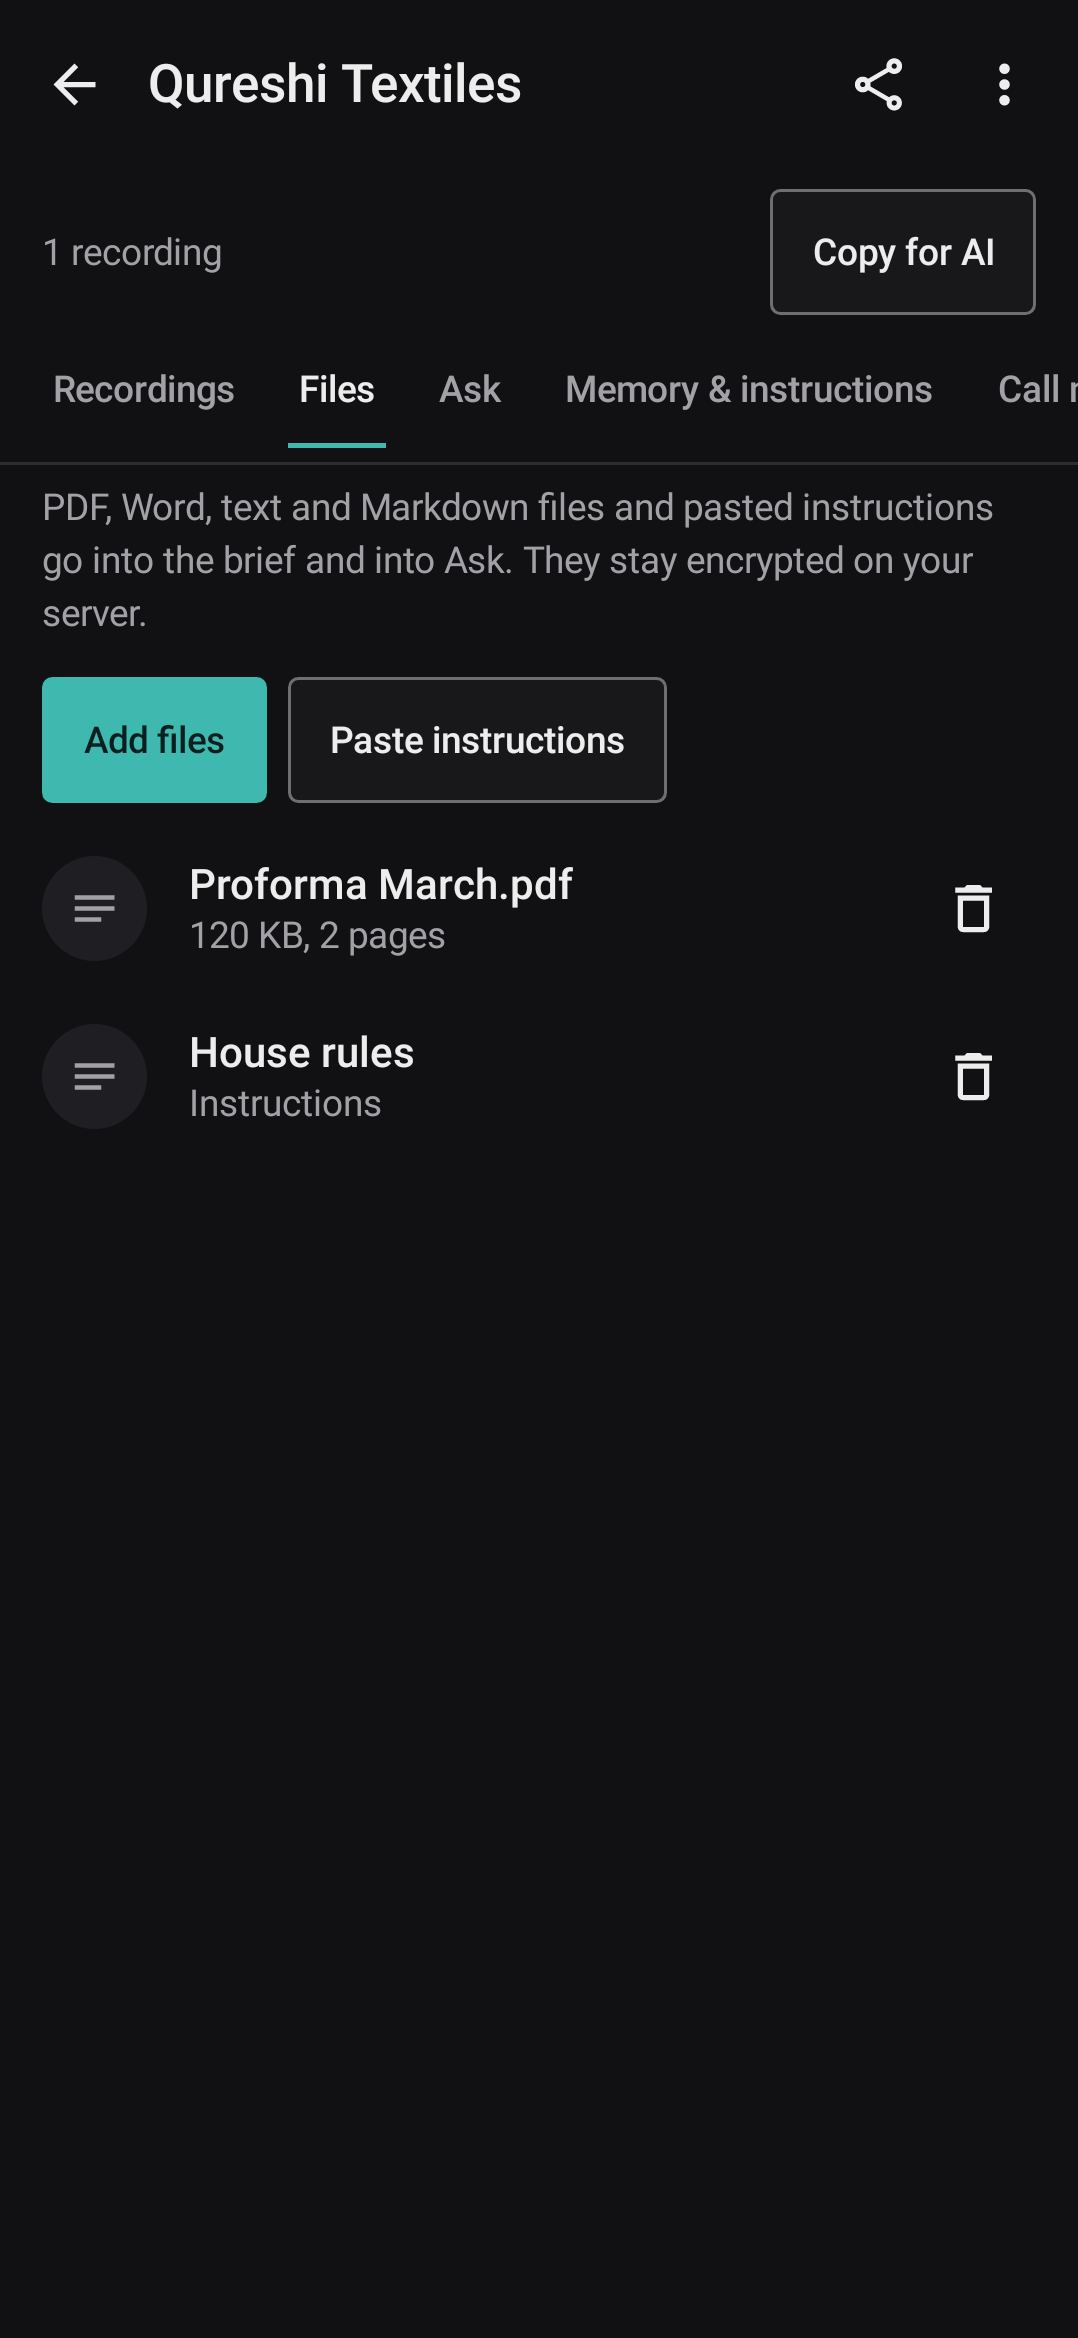 Qureshi Textiles
1 recording
Copy for AI
Recordings Files Ask Memory & instructions Call
PDF, Word, text and Markdown files and pasted instructions
go into the brief and into Ask. They stay encrypted on your
server.
Add files
Paste instructions
Proforma March.pdf
120 KB, 2 pages
House rules
Instructions